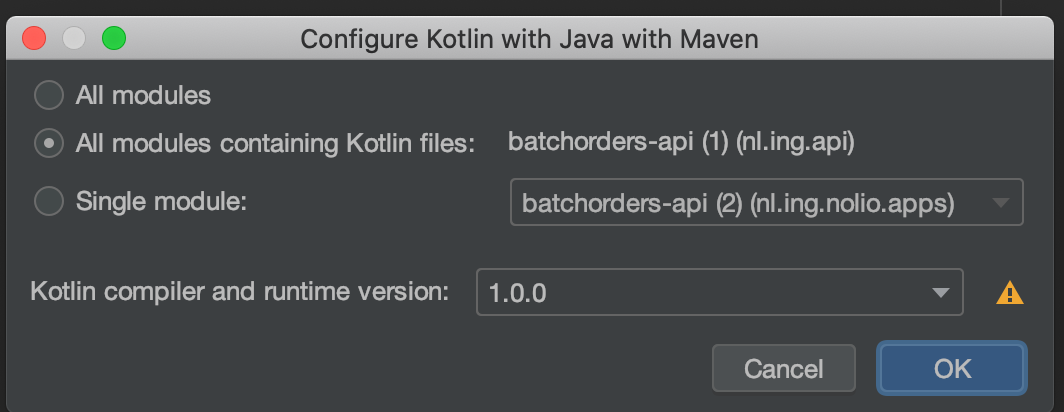 Configure Kotlin with Java with Maven
All modules
All modules containing Kotlin files: batchorders-api (1) (nl.ing.api)
Single module: batchorders-api (2) (nl.ing.nolio.apps)
Kotlin compiler and runtime version: 1.0.0
Cancel OK